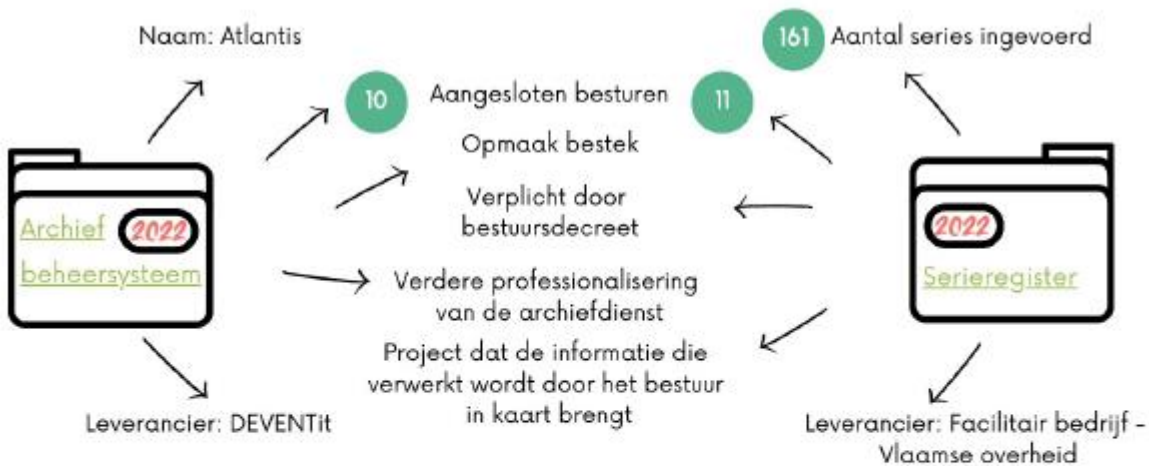 Naam: Atlantis
161 Aantal series ingevoerd
10 Aangesloten besturen 11
Opmaak bestek
Verplicht door
bestuursdecreet
Archief 2022
beheersysteem
2022
Serieregister
Verdere professionalisering
van de archiefdienst
Project dat de informatie die
verwerkt wordt door het bestuur
in kaart brengt
Leverancier: DEVENTit
Leverancier: Facilitair bedrijf -
Vlaamse overheid